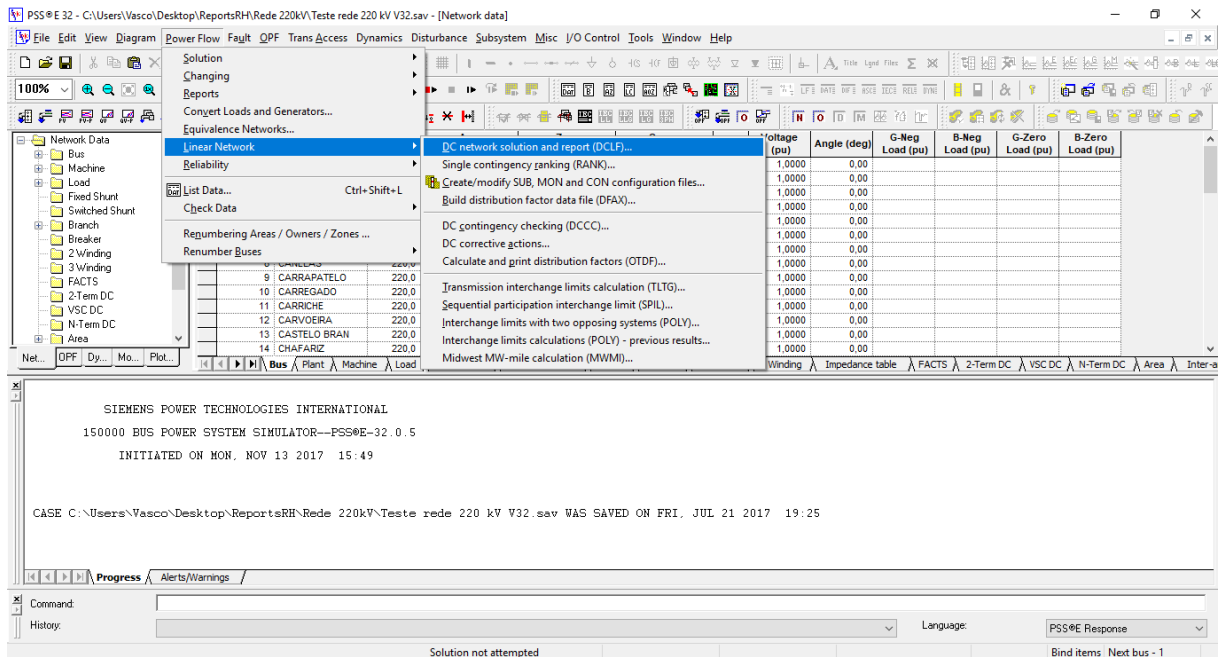 PSS®E 32 - C:\Users\Vasco\Desktop\ReportsRH\Rede 220kV\Teste rede 220 kV V32.sav - [Network data]
File Edit View Diagram Power Flow Fault OPF Trans Access Dynamics Disturbance Subsystem Misc I/O Control Tools Window Help
100%
Solution
Changing
Reports
Convert Loads and Generators...
Equivalence Networks...
Linear Network
Reliability
List Data... Ctrl+Shift+L
Check Data
Renumbering Areas / Owners / Zones ...
Renumber Buses
DC network solution and report (DCLF)...
Single contingency ranking (RANK)...
Create/modify SUB, MON and CON configuration files...
Build distribution factor data file (DFAX)...
DC contingency checking (DCCC)...
DC corrective actions...
Calculate and print distribution factors (OTDF)...
Transmission interchange limits calculation (TLTG)...
Sequential participation interchange limit (SPIL)...
Interchange limits with two opposing systems (POLY)...
Interchange limits calculations (POLY) - previous results...
Midwest MW-mile calculation (MWMI)...
Network Data
Bus
Machine
Load
Fixed Shunt
Switched Shunt
Branch
Breaker
2 Winding
3 Winding
FACTS
2-Term DC
VSC DC
N-Term DC
Area
Net... OPF Dy... Mo... Plot...
Voltage (pu) Angle (deg) G-Neg Load (pu) B-Neg Load (pu) G-Zero Load (pu) B-Zero Load (pu)
1,0000 0,00
1,0000 0,00
1,0000 0,00
1,0000 0,00
1,0000 0,00
1,0000 0,00
1,0000 0,00
1,0000 0,00
9 CARRAPATELO 220,0 1,0000 0,00
10 CARREGADO 220,0 1,0000 0,00
11 CARRICHE 220,0 1,0000 0,00
12 CARVOEIRA 220,0 1,0000 0,00
13 CASTELO BRAN 220,0 1,0000 0,00
14 CHAFARIZ 220,0 1,0000 0,00
Bus Plant Machine Load Winding Impedance table FACTS 2-Term DC VSC DC N-Term DC Area Inter-a
SIEMENS POWER TECHNOLOGIES INTERNATIONAL
150000 BUS POWER SYSTEM SIMULATOR--PSS®E-32.0.5
INITIATED ON MON, NOV 13 2017 15:49
CASE C:\Users\Vasco\Desktop\ReportsRH\Rede 220kV\Teste rede 220 kV V32.sav WAS SAVED ON FRI, JUL 21 2017 19:25
Progress Alerts/Warnings
Command:
History: Language: PSS®E Response
Solution not attempted Bind items Next bus - 1